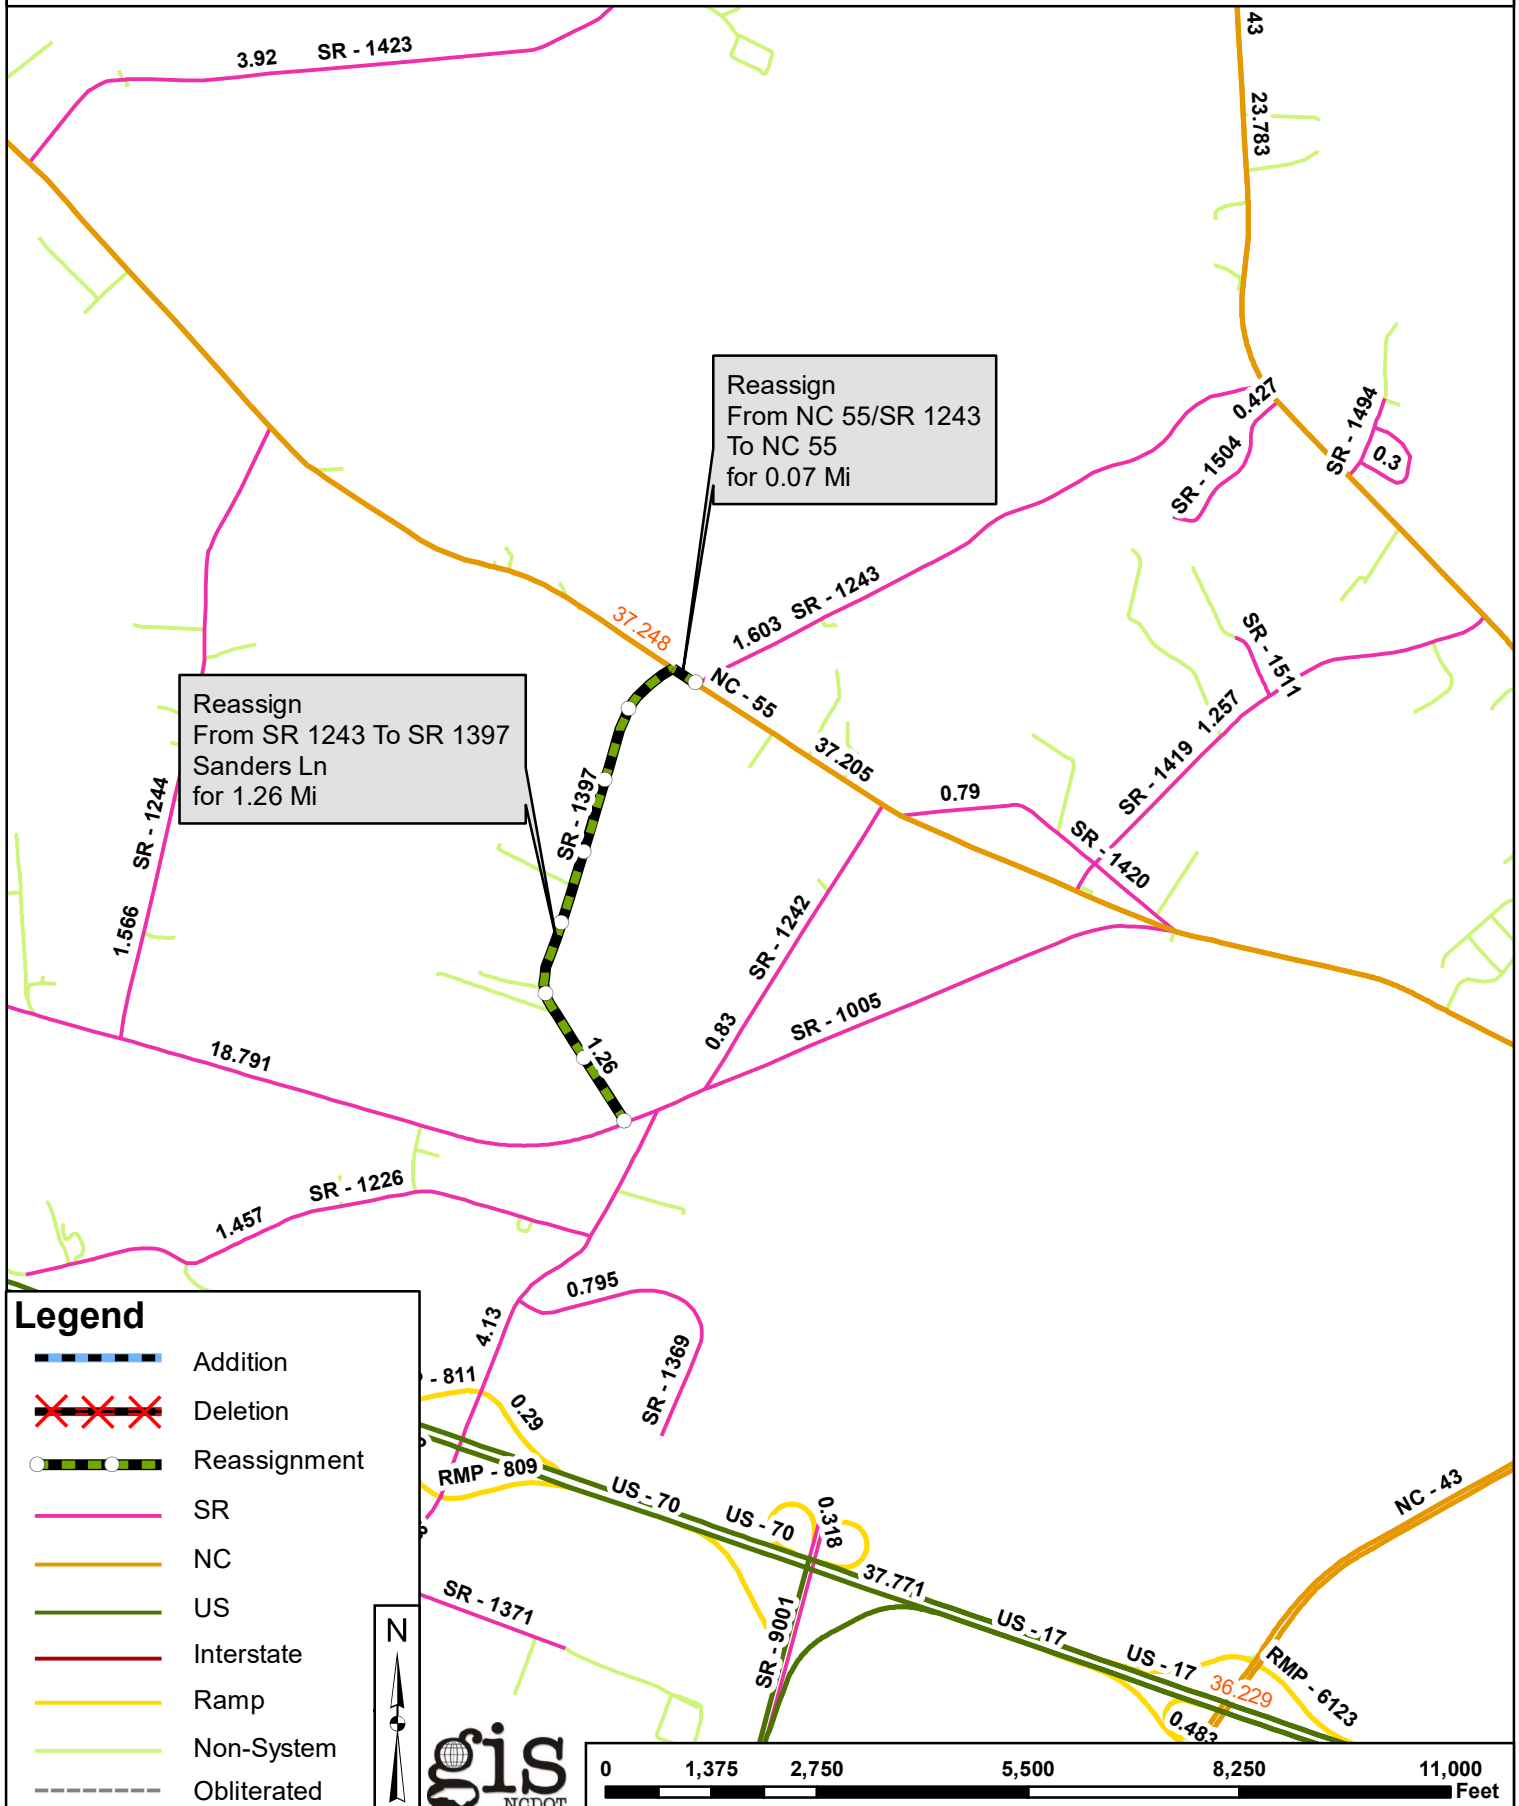 3.92 SR - 1423
43
23.783
Reassign
From NC 55/SR 1243
To NC 55
for 0.07 Mi
0.427
SR - 1504
SR - 1494
0.3
1.603 SR - 1243
37.248
NC - 55
37.205
SR - 1511
SR - 1419 1.257
0.79
SR - 1420
Reassign
From SR 1243 To SR 1397
Sanders Ln
for 1.26 Mi
SR - 1397
SR - 1244
1.566
SR - 1242
0.83
SR - 1005
18.791
1.26
SR - 1226
1.457
0.795
4.13
SR - 1369
- 811
0.29
RMP - 809
US - 70
US - 70
0.318
37.771
SR - 9001
SR - 1371
US - 17
US - 17
NC - 43
RMP - 6123
36.229
0.483
Legend
Addition
Deletion
Reassignment
SR
NC
US
Interstate
Ramp
Non-System
Obliterated
N
gis
NCDOT
0 1,375 2,750 5,500 8,250 11,000
Feet